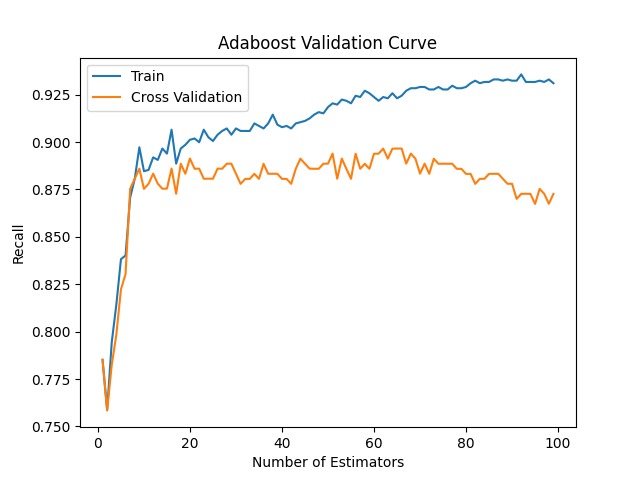 Adaboost Validation Curve
Train
Cross Validation
0.925
0.900
0.875
0.850
0.825
0.800
0.775
0.750
Recall
0 20 40 60 80 100
Number of Estimators